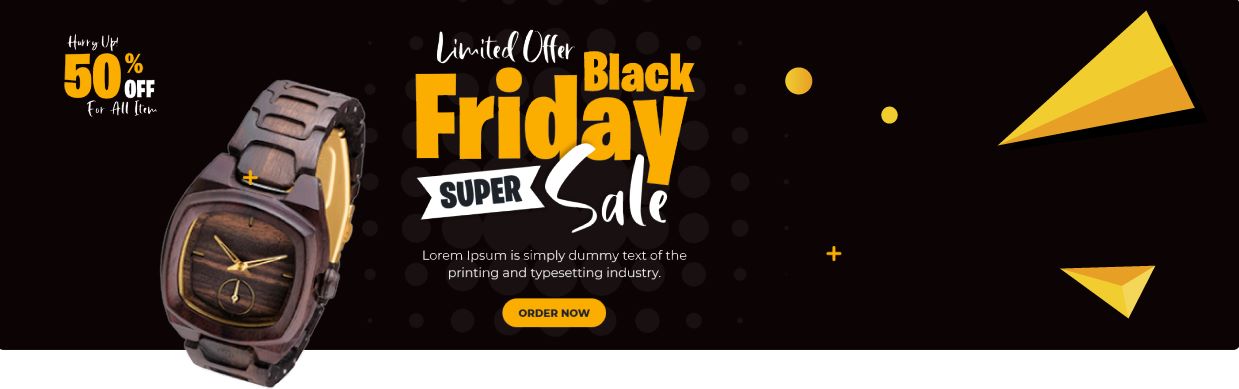 Hurry Up!
50%
OFF
For All Item
Limited Offer
Black
Friday
SUPER
Sale
Lorem Ipsum is simply dummy text of the
printing and typesetting industry.
ORDER NOW